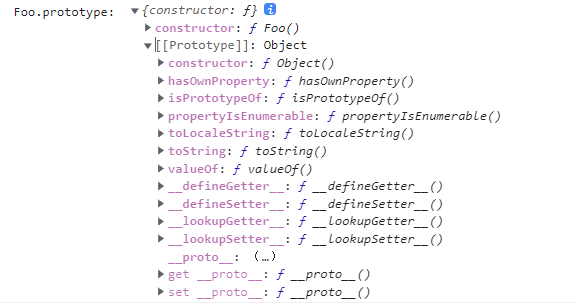 Foo.prototype: ▼{constructor: ƒ} i
▶ constructor: ƒ Foo()
▼[[Prototype]]: Object
▶ constructor: ƒ Object()
▶ hasOwnProperty: ƒ hasOwnProperty()
▶ isPrototypeOf: ƒ isPrototypeOf()
▶ propertyIsEnumerable: ƒ propertyIsEnumerable()
▶ toLocaleString: ƒ toLocaleString()
▶ toString: ƒ toString()
▶ valueOf: ƒ valueOf()
▶ __defineGetter__: ƒ __defineGetter__()
▶ __defineSetter__: ƒ __defineSetter__()
▶ __lookupGetter__: ƒ __lookupGetter__()
▶ __lookupSetter__: ƒ __lookupSetter__()
__proto__: (…)
▶ get __proto__: ƒ __proto__()
▶ set __proto__: ƒ __proto__()